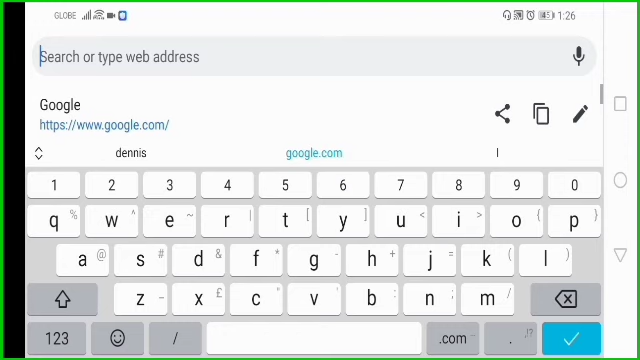 GLOBE 45 1:26
Search or type web address
Google
https://www.google.com/
dennis google.com I
1 2 3 4 5 6 7 8 9 0
q % w ^ e ~ r | t [ y ] u < i > o { p }
a @ s # d & f * g - h + j = k ( l )
z _ x £ c " v ' b : n ; m /
123 / .com . ,!?